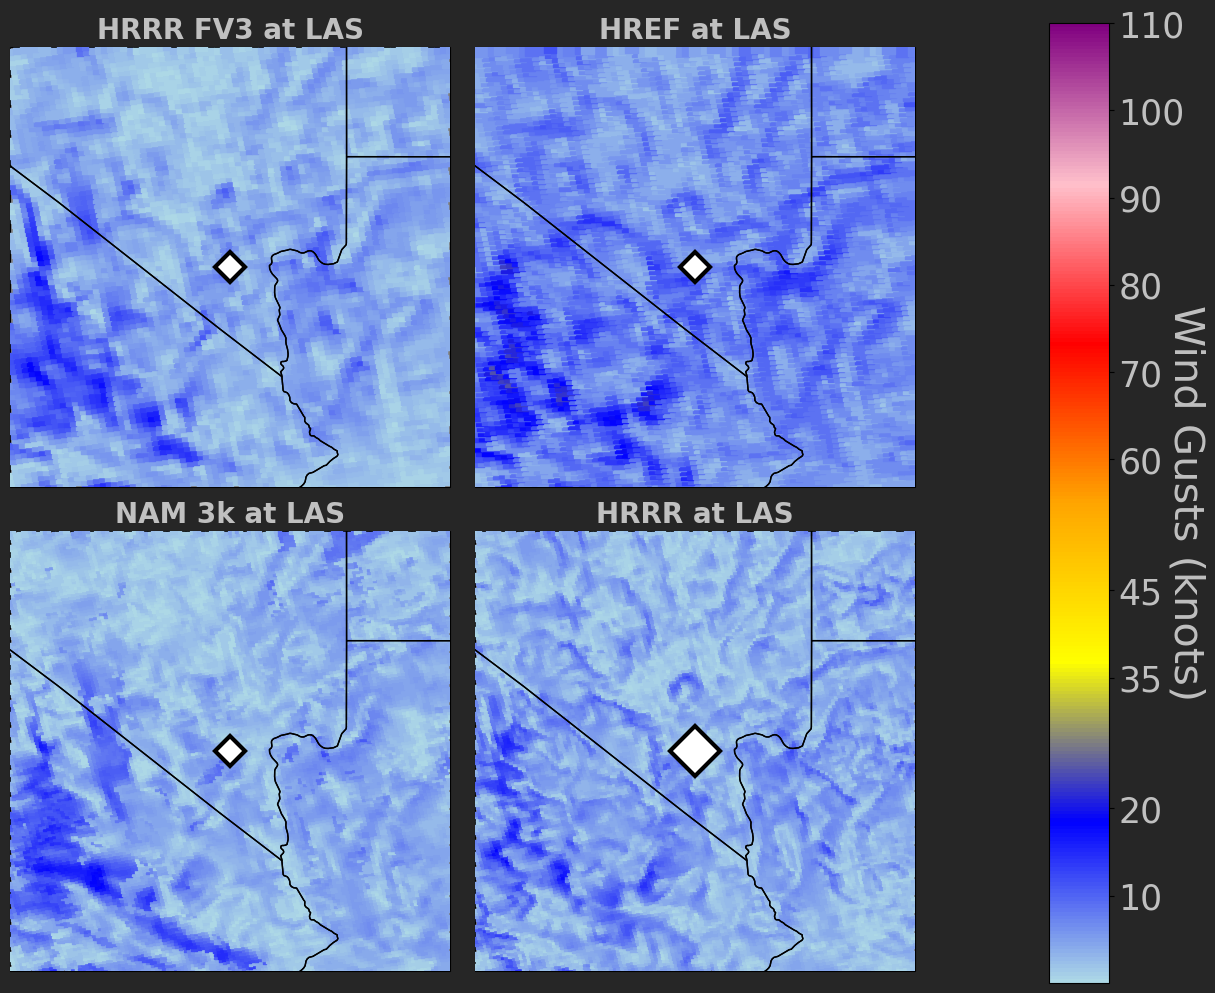 HRRR FV3 at LAS
HREF at LAS
NAM 3k at LAS
HRRR at LAS
110
100
90
80
70
60
45
35
20
10
Wind Gusts (knots)